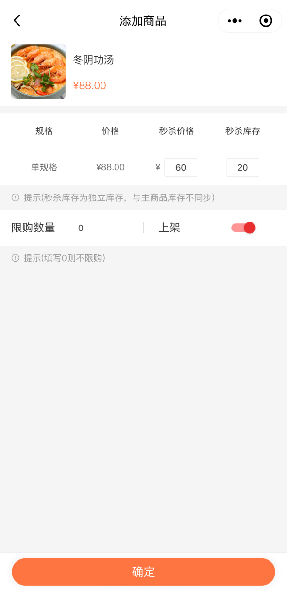 添加商品
冬阴功汤
¥88.00
规格 价格 秒杀价格 秒杀库存
单规格 ¥88.00 ¥ 60 20
提示(秒杀库存为独立库存，与主商品库存不同步)
限购数量 0 上架
提示(填写0则不限购)
确定